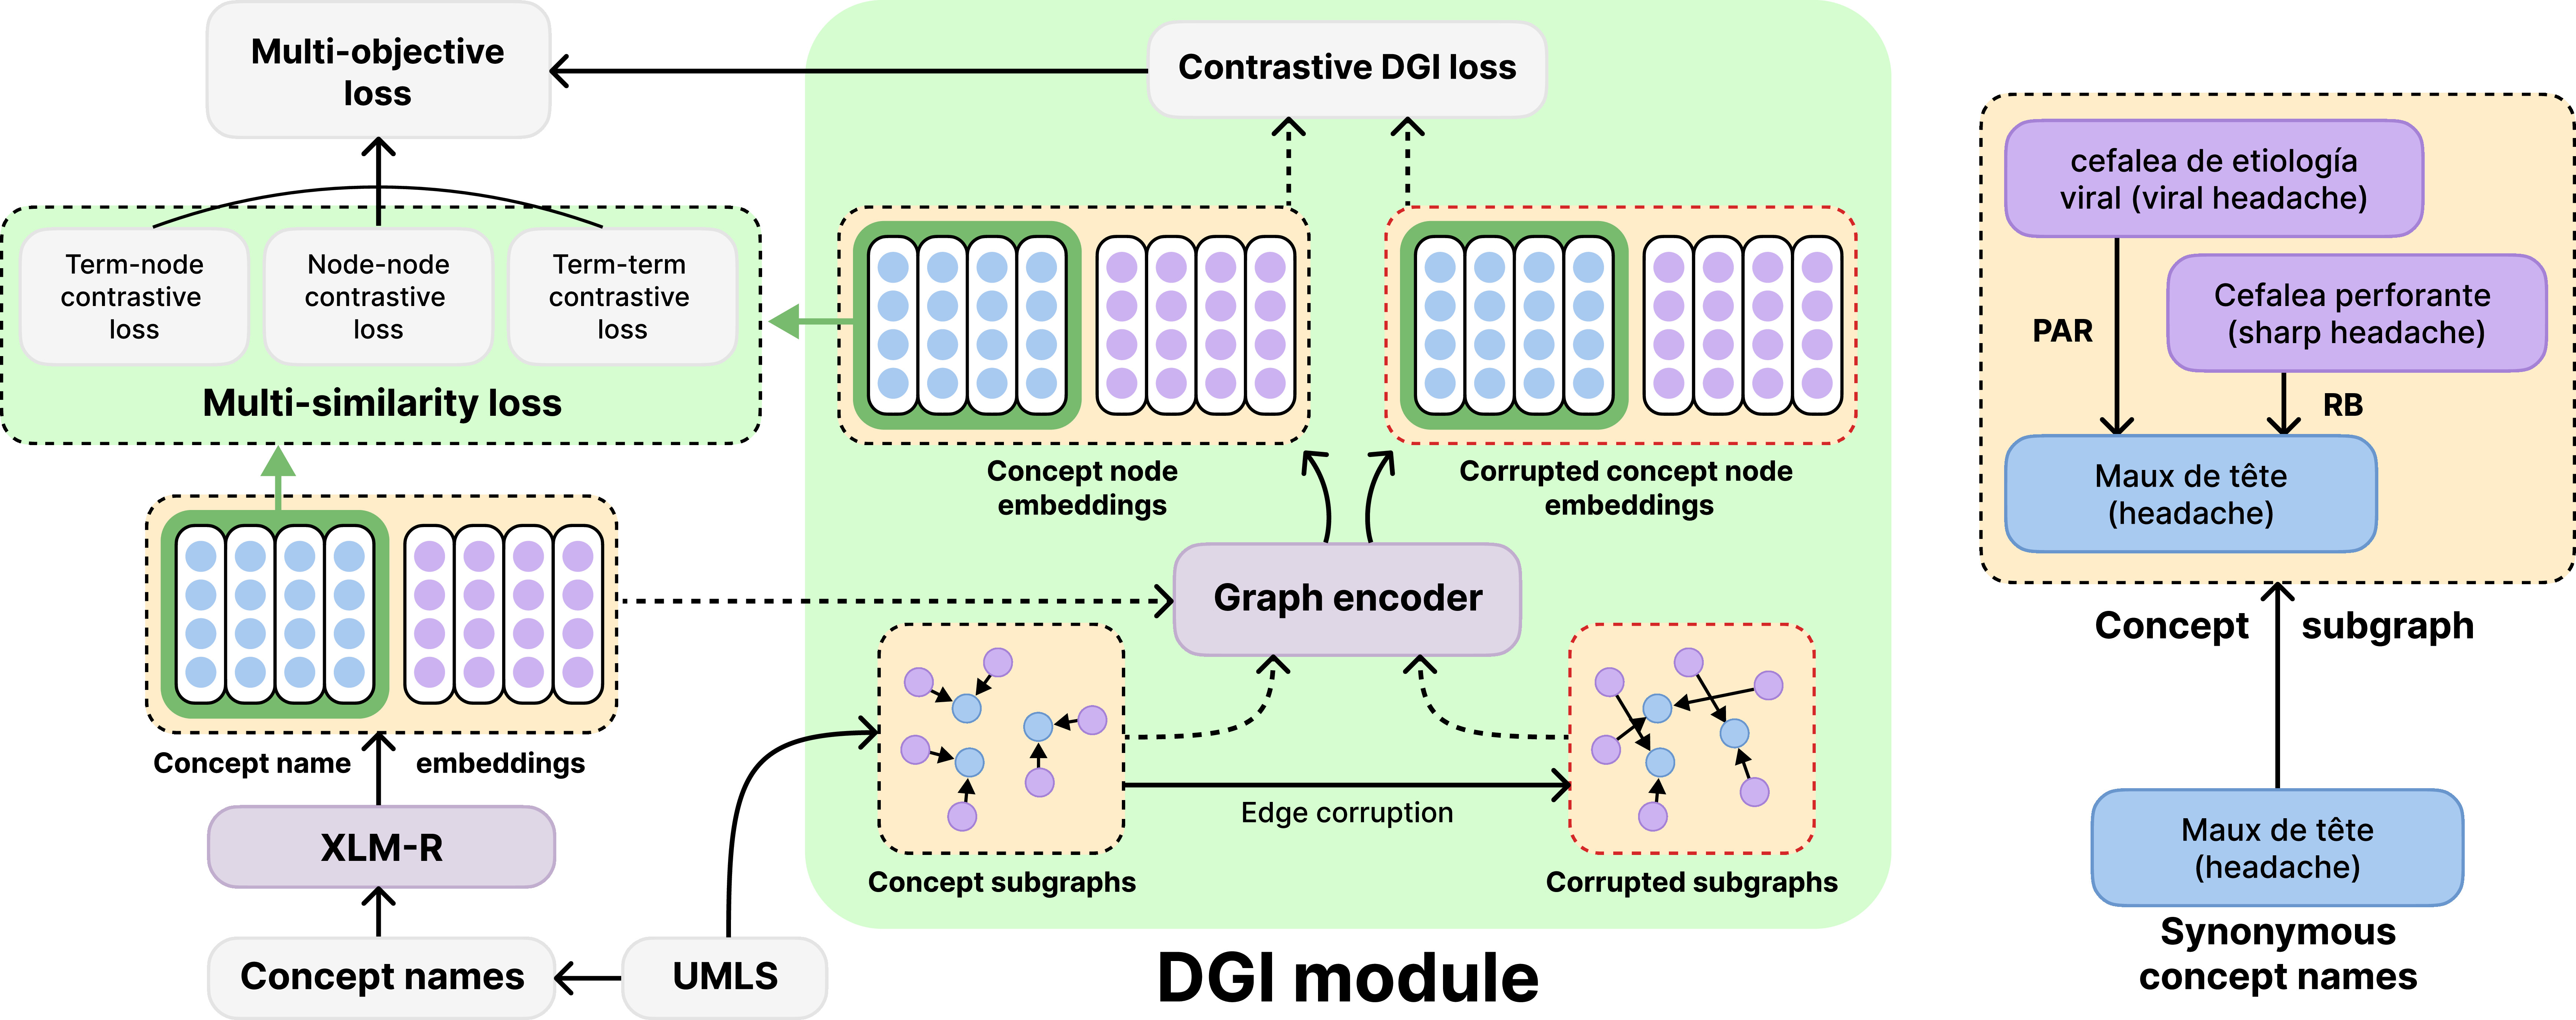 Multi-objective
loss
Contrastive DGI loss
Term-node
contrastive
loss
Node-node
contrastive
loss
Term-term
contrastive
loss
Multi-similarity loss
Concept node
embeddings
Corrupted concept node
embeddings
Graph encoder
Concept name embeddings
XLM-R
Concept names
UMLS
Edge corruption
Concept subgraphs
Corrupted subgraphs
DGI module
cefalea de etiología
viral (viral headache)
PAR
Cefalea perforante
(sharp headache)
RB
Maux de tête
(headache)
Concept subgraph
Maux de tête
(headache)
Synonymous
concept names